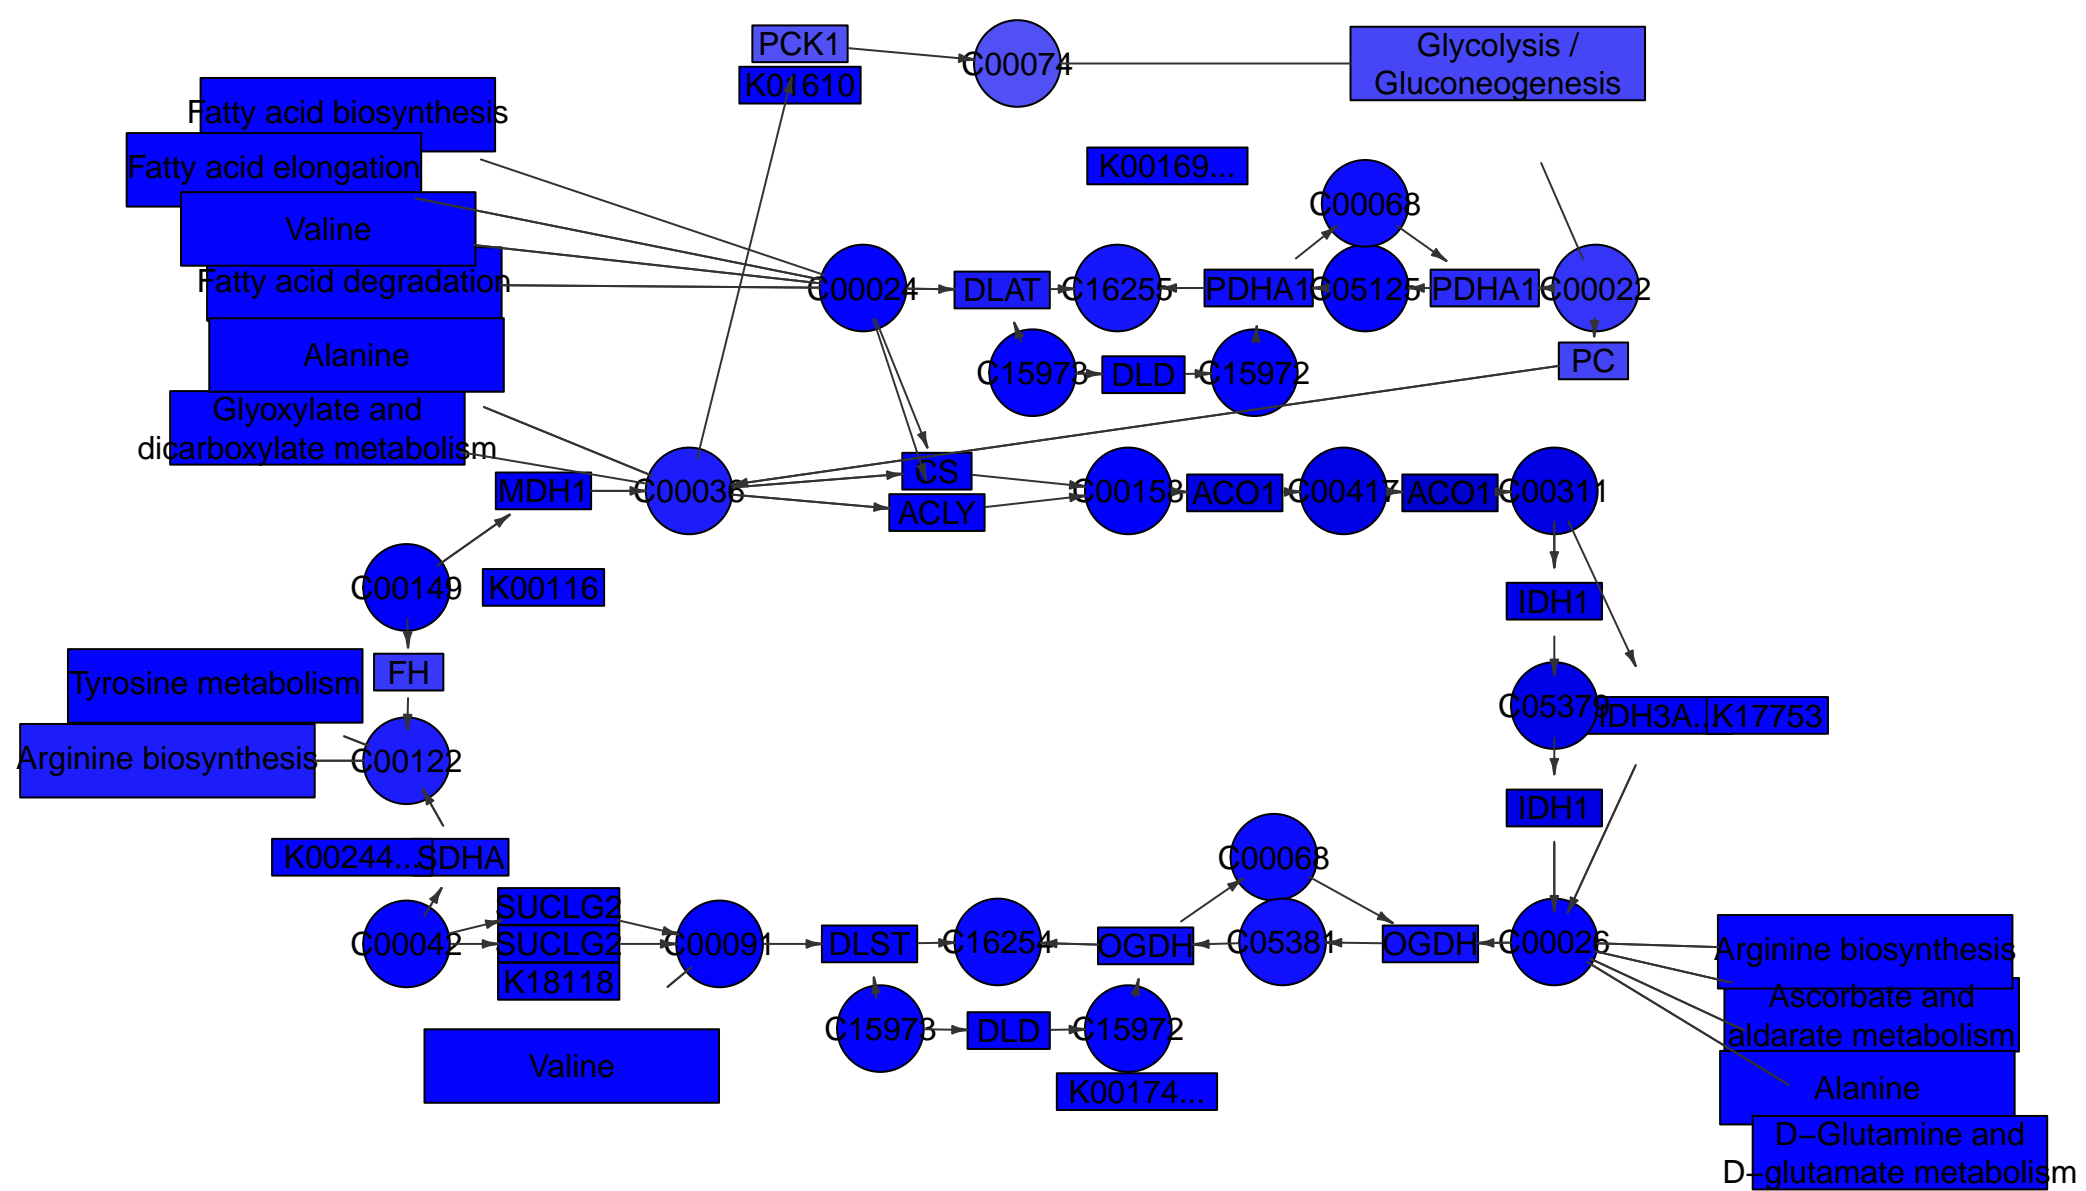 PCK1
C00074
Glycolysis /
Gluconeogenesis
K01610
Fatty acid biosynthesis
Fatty acid elongation
K00169...
C00068
Valine
Fatty acid degradation
C00024
DLAT
C16255
PDHA1
C05125
PDHA1
C00022
Alanine
C15973
DLD
C15972
PC
Glyoxylate and
dicarboxylate metabolism
MDH1
C00036
CS
ACLY
C00158
ACO1
C00417
ACO1
C00311
C00149
K00116
IDH1
FH
Tyrosine metabolism
C05379
IDH3A...
K17753
Arginine biosynthesis
C00122
IDH1
K00244...
SDHA
C00068
SUCLG2
C00042
SUCLG2
C00091
DLST
C16254
OGDH
C05381
OGDH
C00026
Arginine biosynthesis
K18118
Ascorbate and
aldarate metabolism
C15973
DLD
C15972
Valine
K00174...
Alanine
D−Glutamine and
D−glutamate metabolism